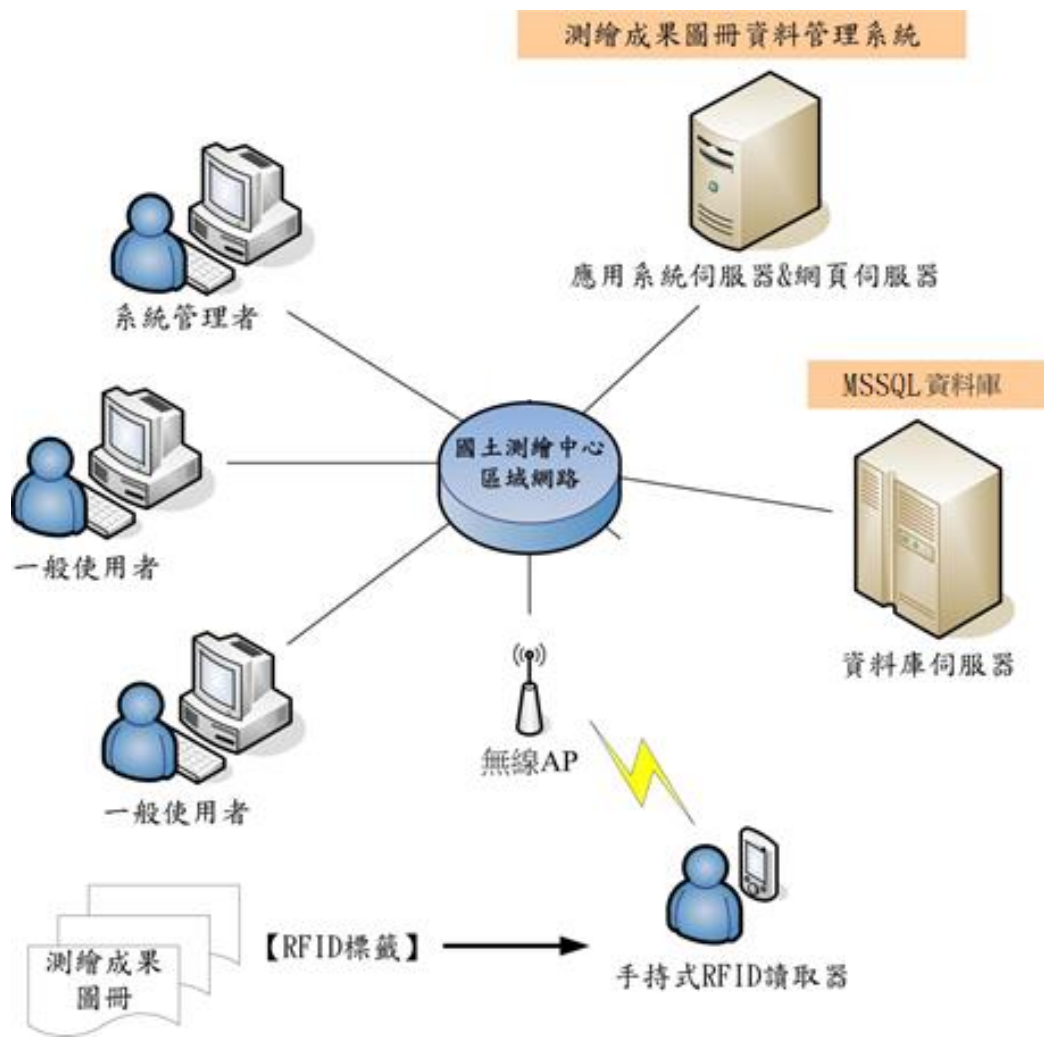 測繪成果圖冊資料管理系統
應用系統伺服器&網頁伺服器
系統管理者
MSSQL資料庫
國土測繪中心
區域網路
一般使用者
資料庫伺服器
無線AP
一般使用者
測繪成果
圖冊
【RFID標籤】
手持式RFID讀取器